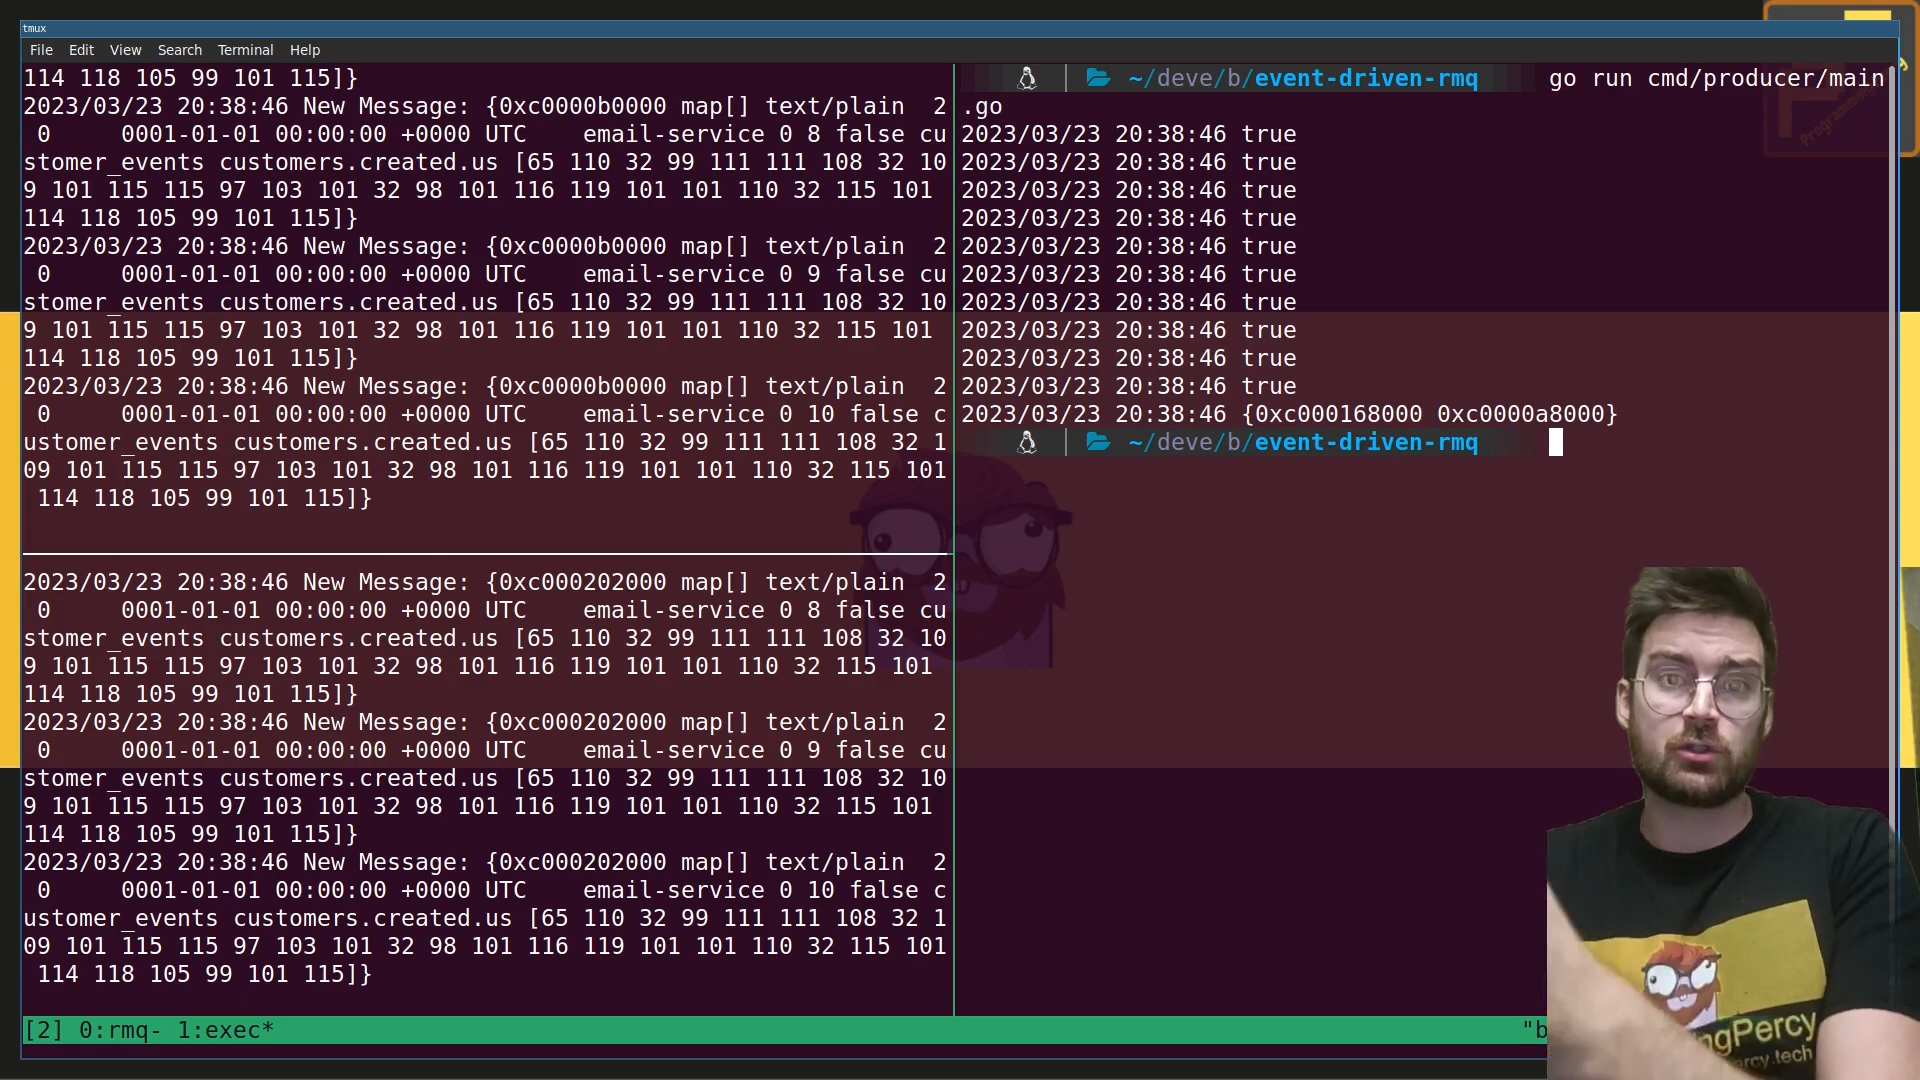 tmux
File Edit View Search Terminal Help
114 118 105 99 101 115]}
2023/03/23 20:38:46 New Message: {0xc0000b0000 map[] text/plain  2
 0     0001-01-01 00:00:00 +0000 UTC    email-service 0 8 false cu
stomer_events customers.created.us [65 110 32 99 111 111 108 32 10
9 101 115 115 97 103 101 32 98 101 116 119 101 101 110 32 115 101
114 118 105 99 101 115]}
2023/03/23 20:38:46 New Message: {0xc0000b0000 map[] text/plain  2
 0     0001-01-01 00:00:00 +0000 UTC    email-service 0 9 false cu
stomer_events customers.created.us [65 110 32 99 111 111 108 32 10
9 101 115 115 97 103 101 32 98 101 116 119 101 101 110 32 115 101
114 118 105 99 101 115]}
2023/03/23 20:38:46 New Message: {0xc0000b0000 map[] text/plain  2
 0     0001-01-01 00:00:00 +0000 UTC    email-service 0 10 false c
ustomer_events customers.created.us [65 110 32 99 111 111 108 32 1
09 101 115 115 97 103 101 32 98 101 116 119 101 101 110 32 115 101
 114 118 105 99 101 115]}
2023/03/23 20:38:46 New Message: {0xc000202000 map[] text/plain  2
 0     0001-01-01 00:00:00 +0000 UTC    email-service 0 8 false cu
stomer_events customers.created.us [65 110 32 99 111 111 108 32 10
9 101 115 115 97 103 101 32 98 101 116 119 101 101 110 32 115 101
114 118 105 99 101 115]}
2023/03/23 20:38:46 New Message: {0xc000202000 map[] text/plain  2
 0     0001-01-01 00:00:00 +0000 UTC    email-service 0 9 false cu
stomer_events customers.created.us [65 110 32 99 111 111 108 32 10
9 101 115 115 97 103 101 32 98 101 116 119 101 101 110 32 115 101
114 118 105 99 101 115]}
2023/03/23 20:38:46 New Message: {0xc000202000 map[] text/plain  2
 0     0001-01-01 00:00:00 +0000 UTC    email-service 0 10 false c
ustomer_events customers.created.us [65 110 32 99 111 111 108 32 1
09 101 115 115 97 103 101 32 98 101 116 119 101 101 110 32 115 101
 114 118 105 99 101 115]}
~/deve/b/event-driven-rmq go run cmd/producer/main
.go
2023/03/23 20:38:46 true
2023/03/23 20:38:46 true
2023/03/23 20:38:46 true
2023/03/23 20:38:46 true
2023/03/23 20:38:46 true
2023/03/23 20:38:46 true
2023/03/23 20:38:46 true
2023/03/23 20:38:46 true
2023/03/23 20:38:46 true
2023/03/23 20:38:46 true
2023/03/23 20:38:46 {0xc000168000 0xc0000a8000}
~/deve/b/event-driven-rmq
[2] 0:rmq- 1:exec* "b
ngPercy
rcy.tech